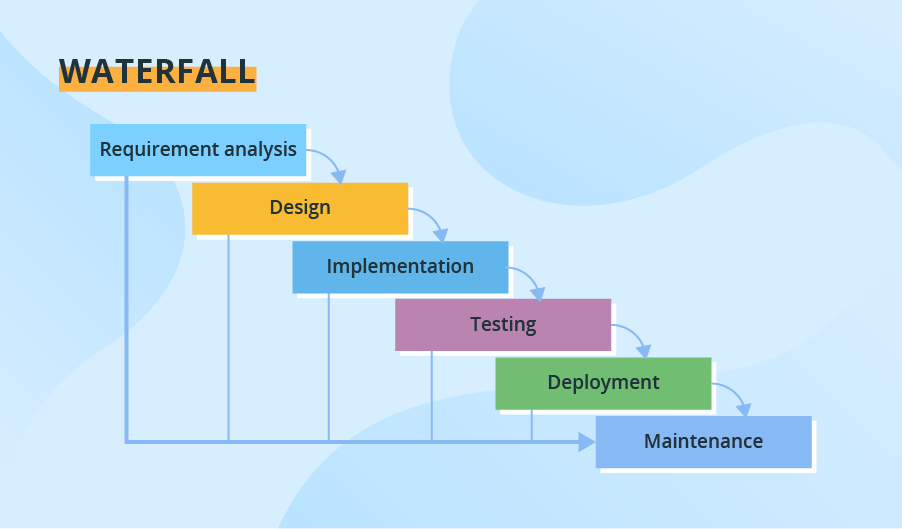 WATERFALL
Requirement analysis
Design
Implementation
Testing
Deployment
Maintenance